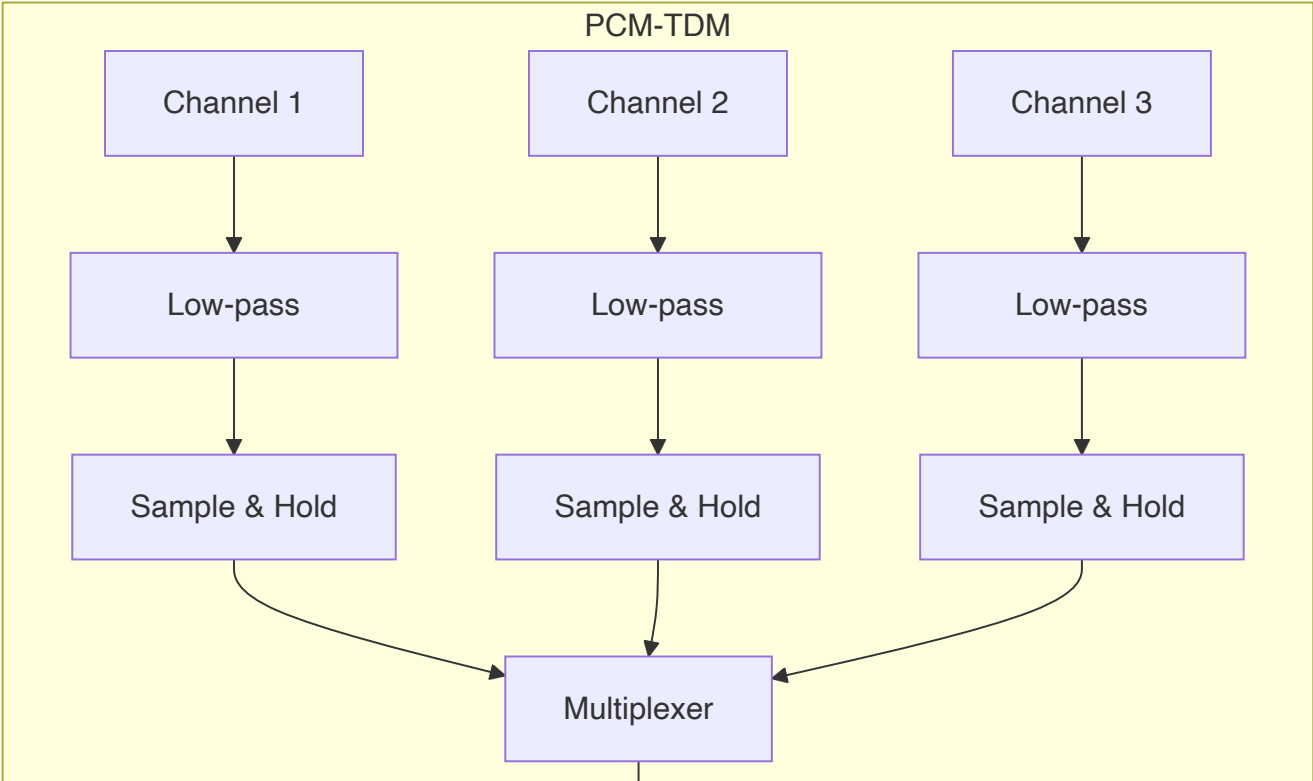 PCM-TDM
Channel 1
Channel 2
Channel 3
Low-pass
Low-pass
Low-pass
Sample & Hold
Sample & Hold
Sample & Hold
Multiplexer